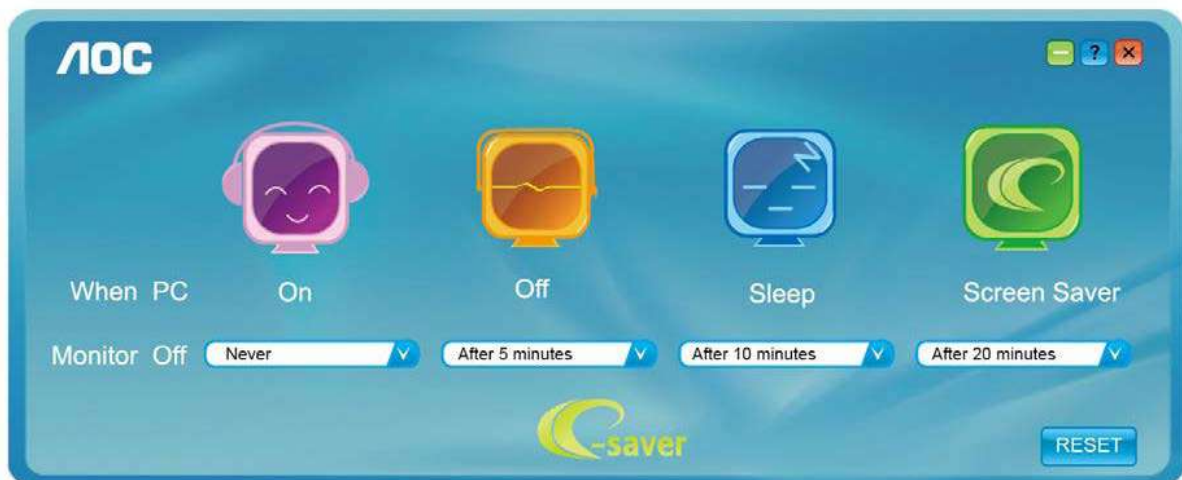 AOC
?
When PC On Off Sleep Screen Saver
Monitor Off Never After 5 minutes After 10 minutes After 20 minutes
e-saver
RESET